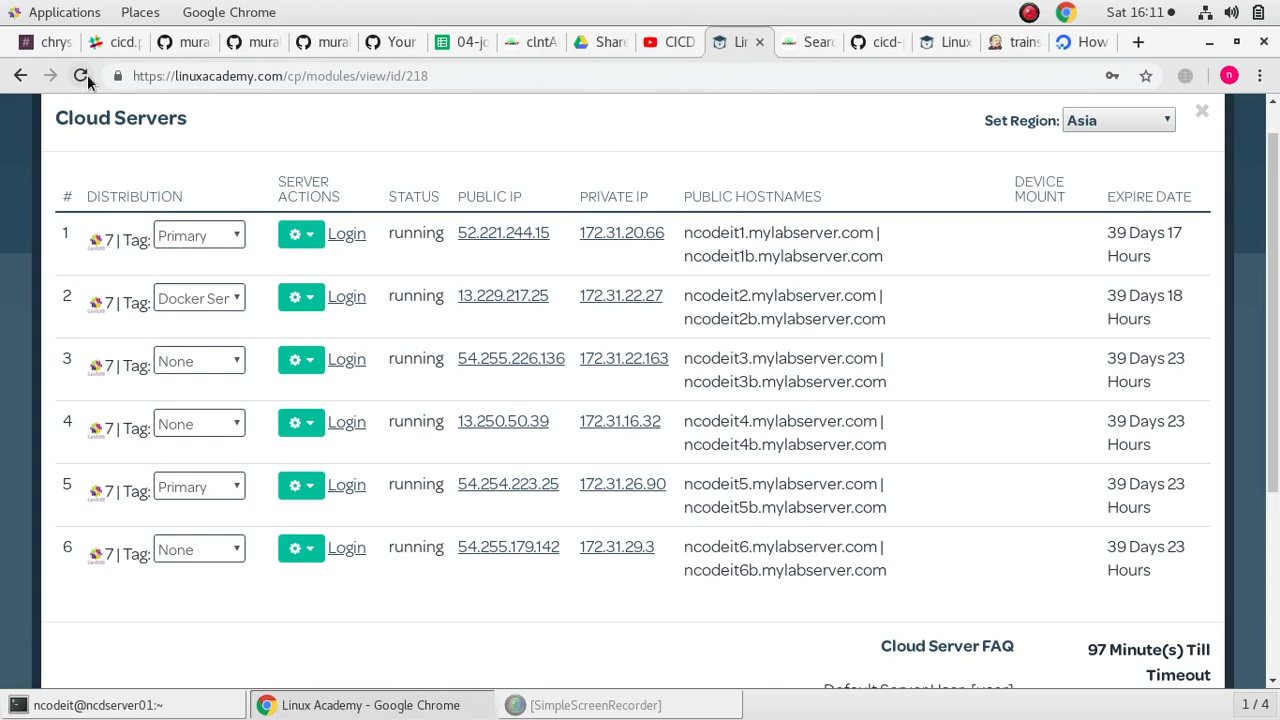 Applications Places Google Chrome Sat 16:11
chrys cicd.p mural mural mural Your 04-jo clntA Share CICD Lin Searc cicd-p Linux trains How
https://linuxacademy.com/cp/modules/view/id/218 n
Cloud Servers Set Region: Asia
# DISTRIBUTION SERVER ACTIONS STATUS PUBLIC IP PRIVATE IP PUBLIC HOSTNAMES DEVICE MOUNT EXPIRE DATE
1 7 | Tag: Primary Login running 52.221.244.15 172.31.20.66 ncodeit1.mylabserver.com | 39 Days 17
ncodeit1b.mylabserver.com Hours
2 7 | Tag: Docker Ser Login running 13.229.217.25 172.31.22.27 ncodeit2.mylabserver.com | 39 Days 18
ncodeit2b.mylabserver.com Hours
3 7 | Tag: None Login running 54.255.226.136 172.31.22.163 ncodeit3.mylabserver.com | 39 Days 23
ncodeit3b.mylabserver.com Hours
4 7 | Tag: None Login running 13.250.50.39 172.31.16.32 ncodeit4.mylabserver.com | 39 Days 23
ncodeit4b.mylabserver.com Hours
5 7 | Tag: Primary Login running 54.254.223.25 172.31.26.90 ncodeit5.mylabserver.com | 39 Days 23
ncodeit5b.mylabserver.com Hours
6 7 | Tag: None Login running 54.255.179.142 172.31.29.3 ncodeit6.mylabserver.com | 39 Days 23
ncodeit6b.mylabserver.com Hours
Cloud Server FAQ 97 Minute(s) Till
Timeout
Default Server User: [user]
ncodeit@ncdserver01:~ Linux Academy - Google Chrome [SimpleScreenRecorder] 1 / 4